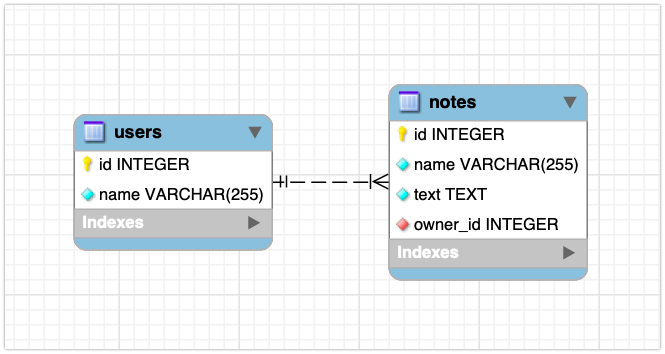 users
id INTEGER
name VARCHAR(255)
Indexes
notes
id INTEGER
name VARCHAR(255)
text TEXT
owner_id INTEGER
Indexes